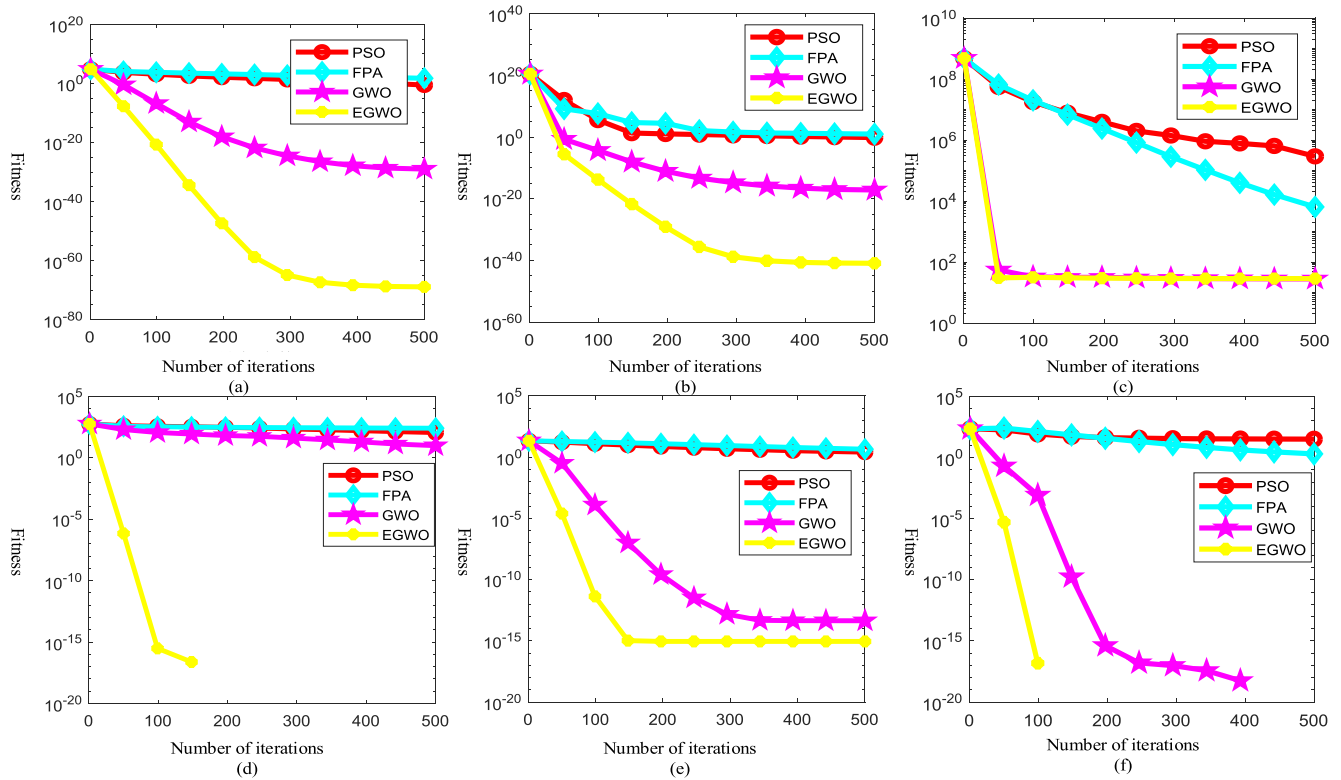 10^20
10^0
10^-20
10^-40
10^-60
10^-80
Fitness
PSO
FPA
GWO
EGWO
0 100 200 300 400 500
Number of iterrations
(a)
10^40
10^20
10^0
10^-20
10^-40
10^-60
Fitness
PSO
FPA
GWO
EGWO
0 100 200 300 400 500
Number of iterations
(b)
10^10
10^8
10^6
10^4
10^2
10^0
Fitness
PSO
FPA
GWO
EGWO
0 100 200 300 400 500
Number of iterations
(c)
10^5
10^0
10^-5
10^-10
10^-15
10^-20
Fitness
PSO
FPA
GWO
EGWO
0 100 200 300 400 500
Number of iterations
(d)
10^5
10^0
10^-5
10^-10
10^-15
10^-20
Fitness
PSO
FPA
GWO
EGWO
0 100 200 300 400 500
Number of iterations
(e)
10^5
10^0
10^-5
10^-10
10^-15
10^-20
Fitness
PSO
FPA
GWO
EGWO
0 100 200 300 400 500
Number of iterations
(f)